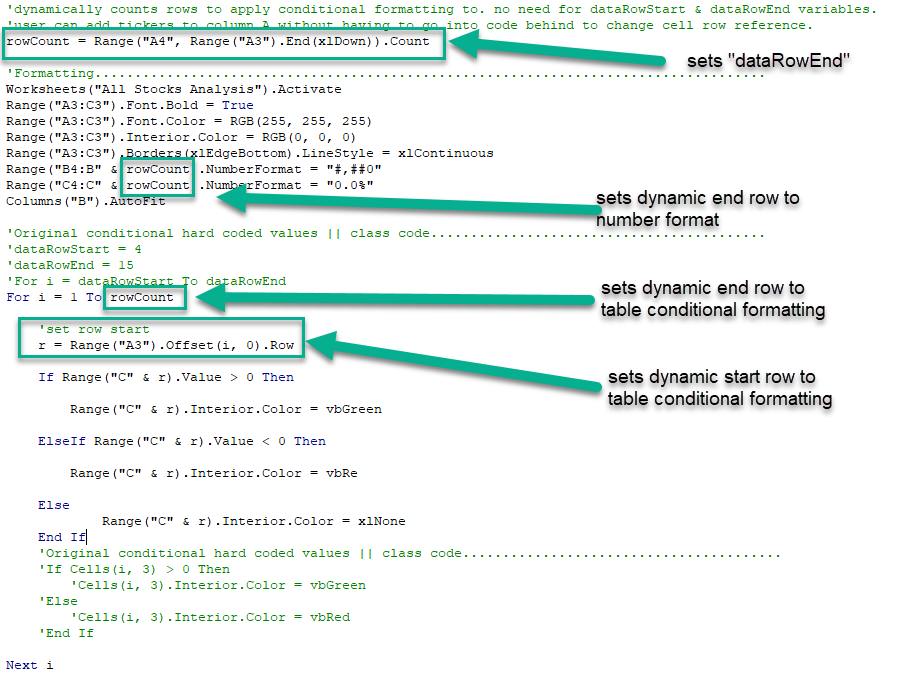 'dynamically counts rows to apply conditional formatting to. no need for dataRowStart & dataRowEnd variables.
'user can add tickers to column A without having to go into code behind to change cell row reference.
rowCount = Range("A4", Range("A3").End(xlDown)).Count
sets "dataRowEnd"
'Formatting...................................................................................
Worksheets("All Stocks Analysis").Activate
Range("A3:C3").Font.Bold = True
Range("A3:C3").Font.Color = RGB(255, 255, 255)
Range("A3:C3").Interior.Color = RGB(0, 0, 0)
Range("A3:C3").Borders(xlEdgeBottom).LineStyle = xlContinuous
Range("B4:B" & rowCount).NumberFormat = "#,##0"
Range("C4:C" & rowCount).NumberFormat = "0.0%"
Columns("B").AutoFit
sets dynamic end row to
number format
'Original conditional hard coded values || class code..........................................
'dataRowStart = 4
'dataRowEnd = 15
'For i = dataRowStart To dataRowEnd
For i = 1 To rowCount
sets dynamic end row to
table conditional formatting
'set row start
r = Range("A3").Offset(i, 0).Row
sets dynamic start row to
table conditional formatting
If Range("C" & r).Value > 0 Then
Range("C" & r).Interior.Color = vbGreen
ElseIf Range("C" & r).Value < 0 Then
Range("C" & r).Interior.Color = vbRe
Else
Range("C" & r).Interior.Color = xlNone
End If
'Original conditional hard coded values || class code........................................
'If Cells(i, 3) > 0 Then
'Cells(i, 3).Interior.Color = vbGreen
'Else
'Cells(i, 3).Interior.Color = vbRed
'End If
Next i